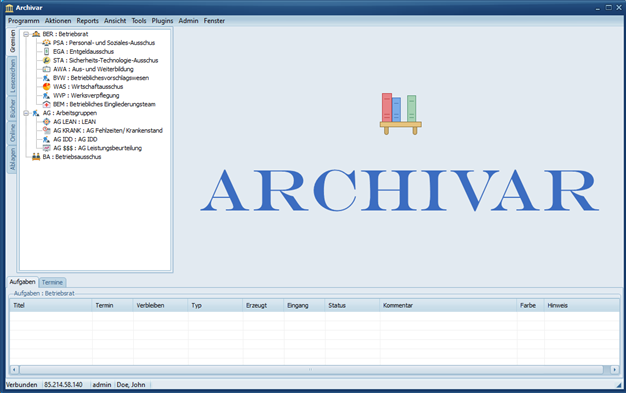 Archivar
Programm Aktionen Reports Ansicht Tools Plugins Admin Fenster
Gremien
Lesezeichen
Bücher
Online
Ablagen
BER : Betriebsrat
PSA : Personal- und Soziales-Ausschus
EGA : Entgeldausschus
STA : Sicherheits-Technologie-Ausschus
AWA : Aus- und Weiterbildung
BVW : Betrieblichesvorschlagswesen
WAS : Wirtschaftausschus
WVP : Werksverpflegung
BEM : Betriebliches Eingliederungsteam
AG : Arbeitsgruppen
AG LEAN : LEAN
AG KRANK : AG Fehlzeiten/ Krankenstand
AG IDD : AG IDD
AG $$$ : AG Leistungsbeurteilung
BA : Betriebsausschus
ARCHIVAR
Aufgaben Termine
Aufgaben : Betriebsrat
Titel Termin Verbleiben Typ Erzeugt Eingang Status Kommentar Farbe Hinweis
Verbunden 85.214.58.140 admin Doe, John